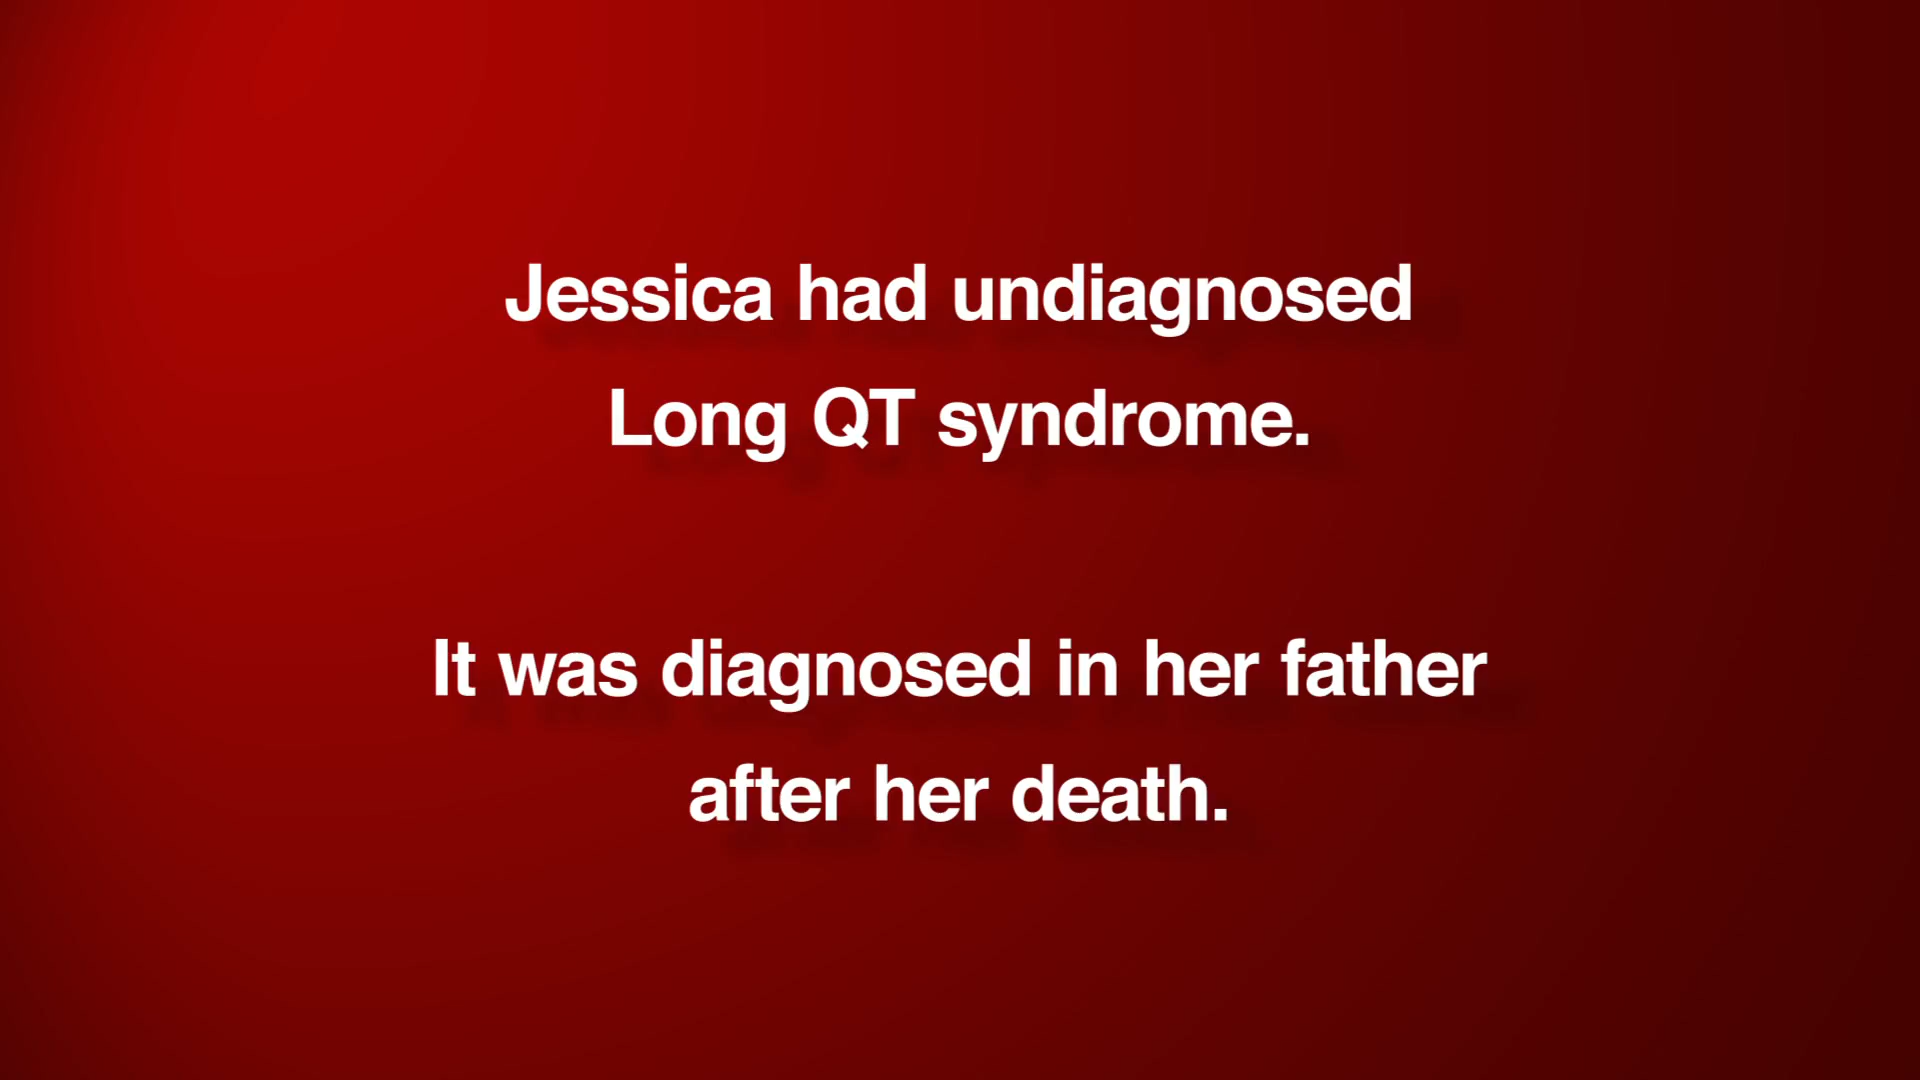 Jessica had undiagnosed
Long QT syndrome.
It was diagnosed in her father
after her death.